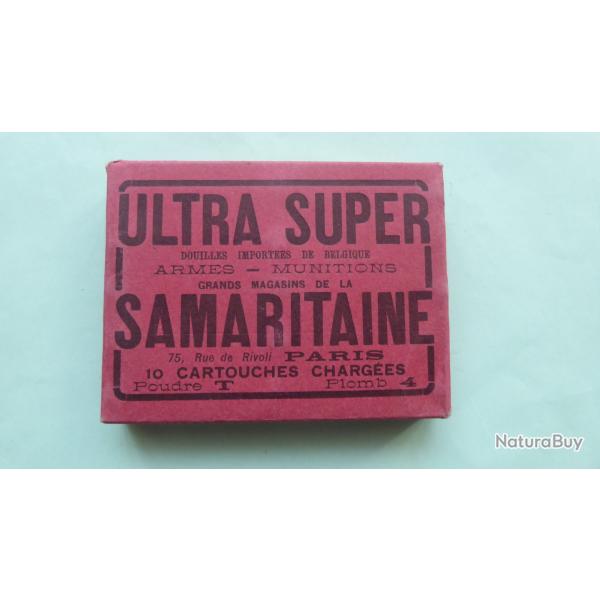 ULTRA SUPER
DOUILLES IMPORTEES DE BELGIQUE
ARMES — MUNITIONS
GRANDS MAGASINS DE LA
SAMARITAINE
75, Rue de Rivoli PARIS
10 CARTOUCHES CHARGÉES
Poudre T Plomb 4
NaturaBuy